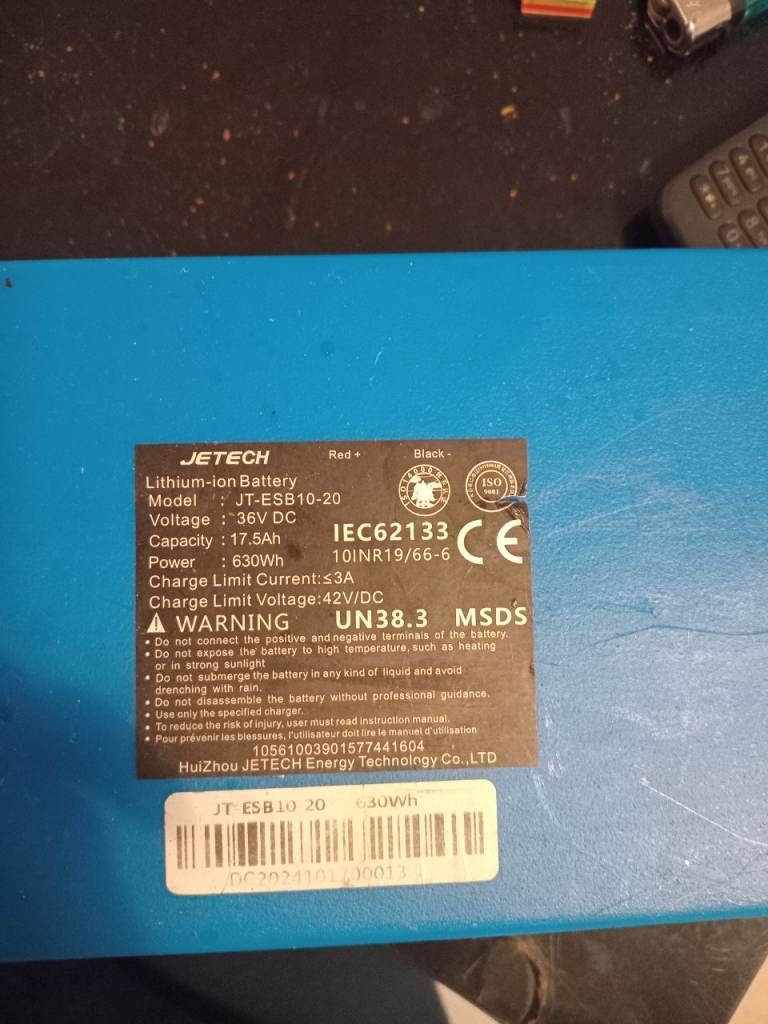 JETECH Red + Black -
Lithium-ion Battery
Model : JT-ESB10-20
Voltage : 36V DC
Capacity : 17.5Ah
Power : 630Wh
IEC62133
10INR19/66-6
CE
ISO
9001
Charge Limit Current:≤3A
Charge Limit Voltage:42V/DC
WARNING UN38.3 MSDS
• Do not connect the positive and negative terminals of the battery.
• Do not expose the battery to high temperature, such as heating
or in strong sunlight
• Do not submerge the battery in any kind of liquid and avoid
drenching with rain.
• Do not disassemble the battery without professional guidance.
• Use only the specified charger.
• To reduce the risk of injury, user must read instruction manual.
• Pour prévenir les blessures, l'utilisateur doit lire le manuel d'utilisation
10561003901577441604
HuiZhou JETECH Energy Technology Co.,LTD
JT-ESB10-20 630Wh
DC2024101700013